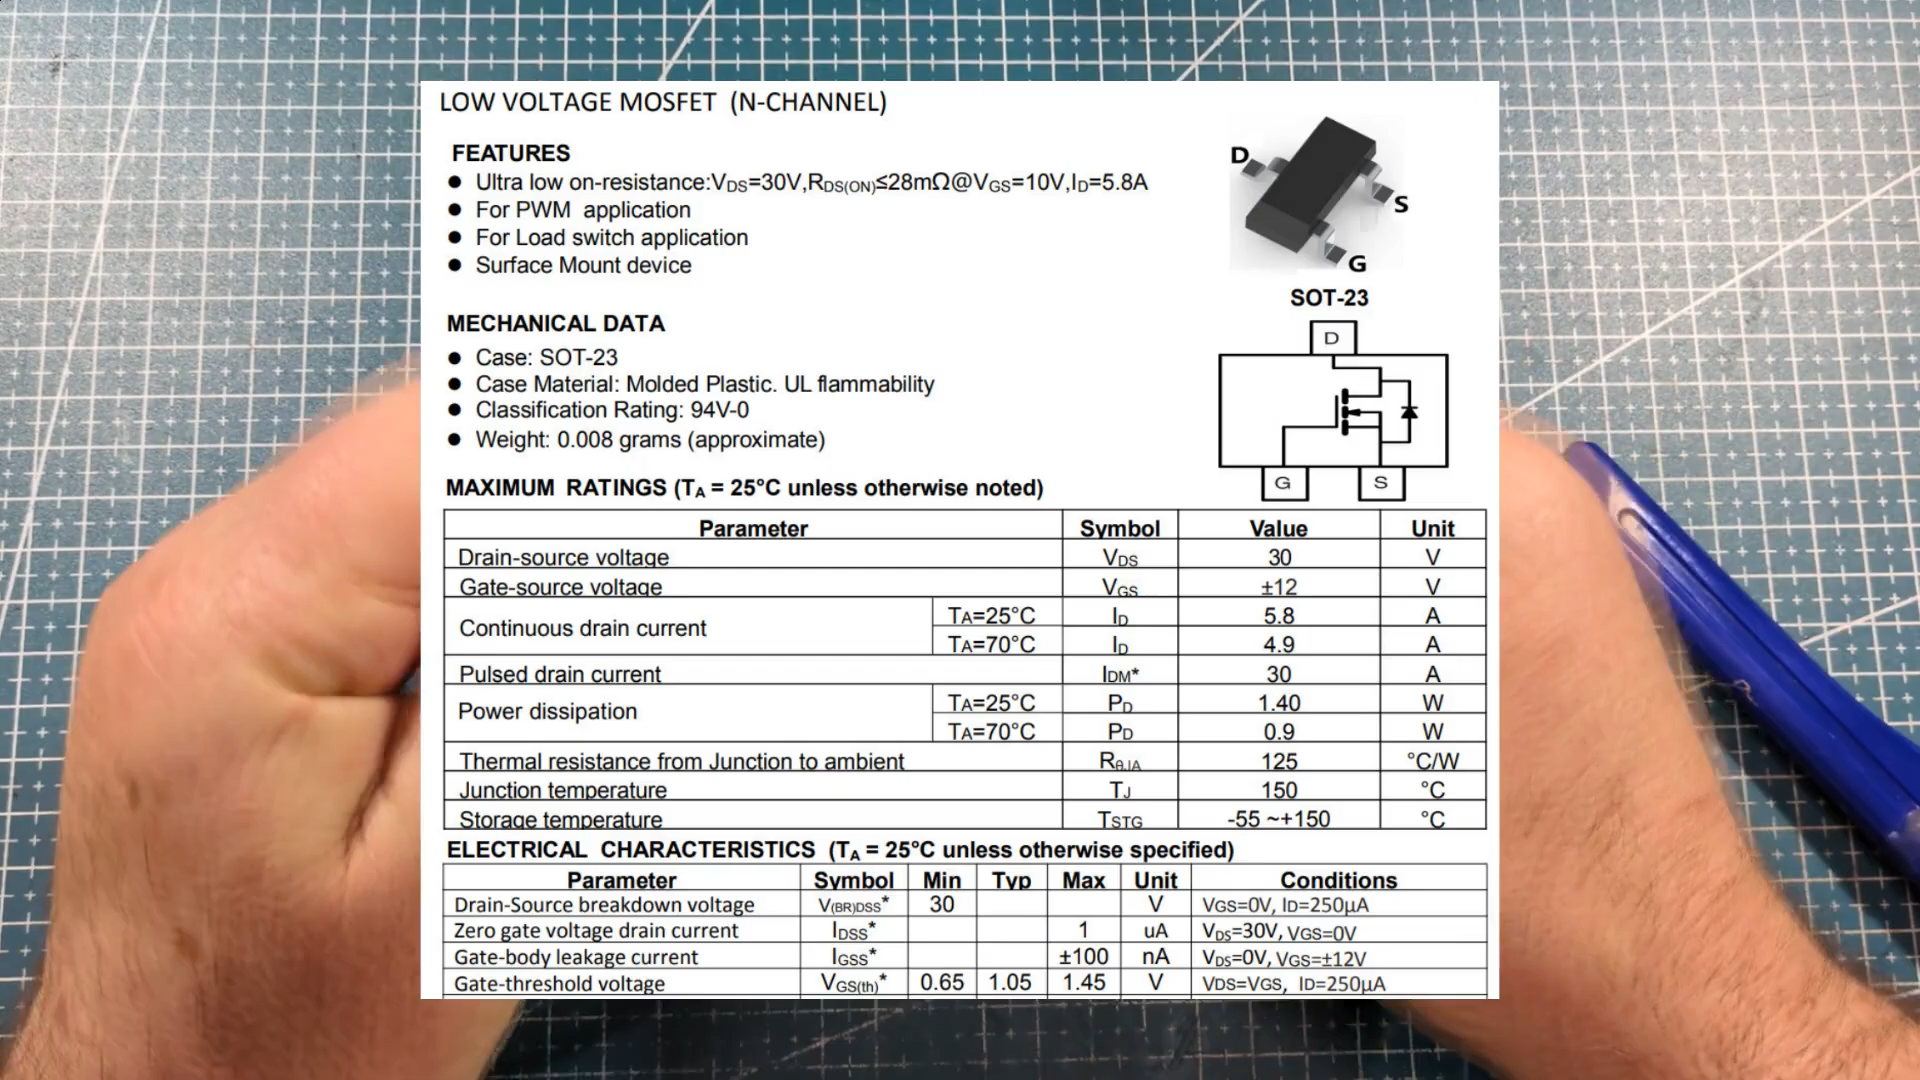 LOW VOLTAGE MOSFET (N-CHANNEL)
FEATURES
● Ultra low on-resistance:VDS=30V,RDS(ON)≤28mΩ@VGS=10V,ID=5.8A
● For PWM application
● For Load switch application
● Surface Mount device
D
S
G
SOT-23
MECHANICAL DATA
● Case: SOT-23
● Case Material: Molded Plastic. UL flammability
● Classification Rating: 94V-0
● Weight: 0.008 grams (approximate)
D
G S
MAXIMUM RATINGS (TA = 25°C unless otherwise noted)
Parameter Symbol Value Unit
Drain-source voltage VDS 30 V
Gate-source voltage VGS ±12 V
Continuous drain current TA=25°C ID 5.8 A
TA=70°C ID 4.9 A
Pulsed drain current IDM* 30 A
Power dissipation TA=25°C PD 1.40 W
TA=70°C PD 0.9 W
Thermal resistance from Junction to ambient RθJA 125 °C/W
Junction temperature TJ 150 °C
Storage temperature TSTG -55 ~+150 °C
ELECTRICAL CHARACTERISTICS (TA = 25°C unless otherwise specified)
Parameter Symbol Min Typ Max Unit Conditions
Drain-Source breakdown voltage V(BR)DSS* 30 V VGS=0V, ID=250µA
Zero gate voltage drain current IDSS* 1 uA VDS=30V, VGS=0V
Gate-body leakage current IGSS* ±100 nA VDS=0V, VGS=±12V
Gate-threshold voltage VGS(th)* 0.65 1.05 1.45 V VDS=VGS, ID=250µA